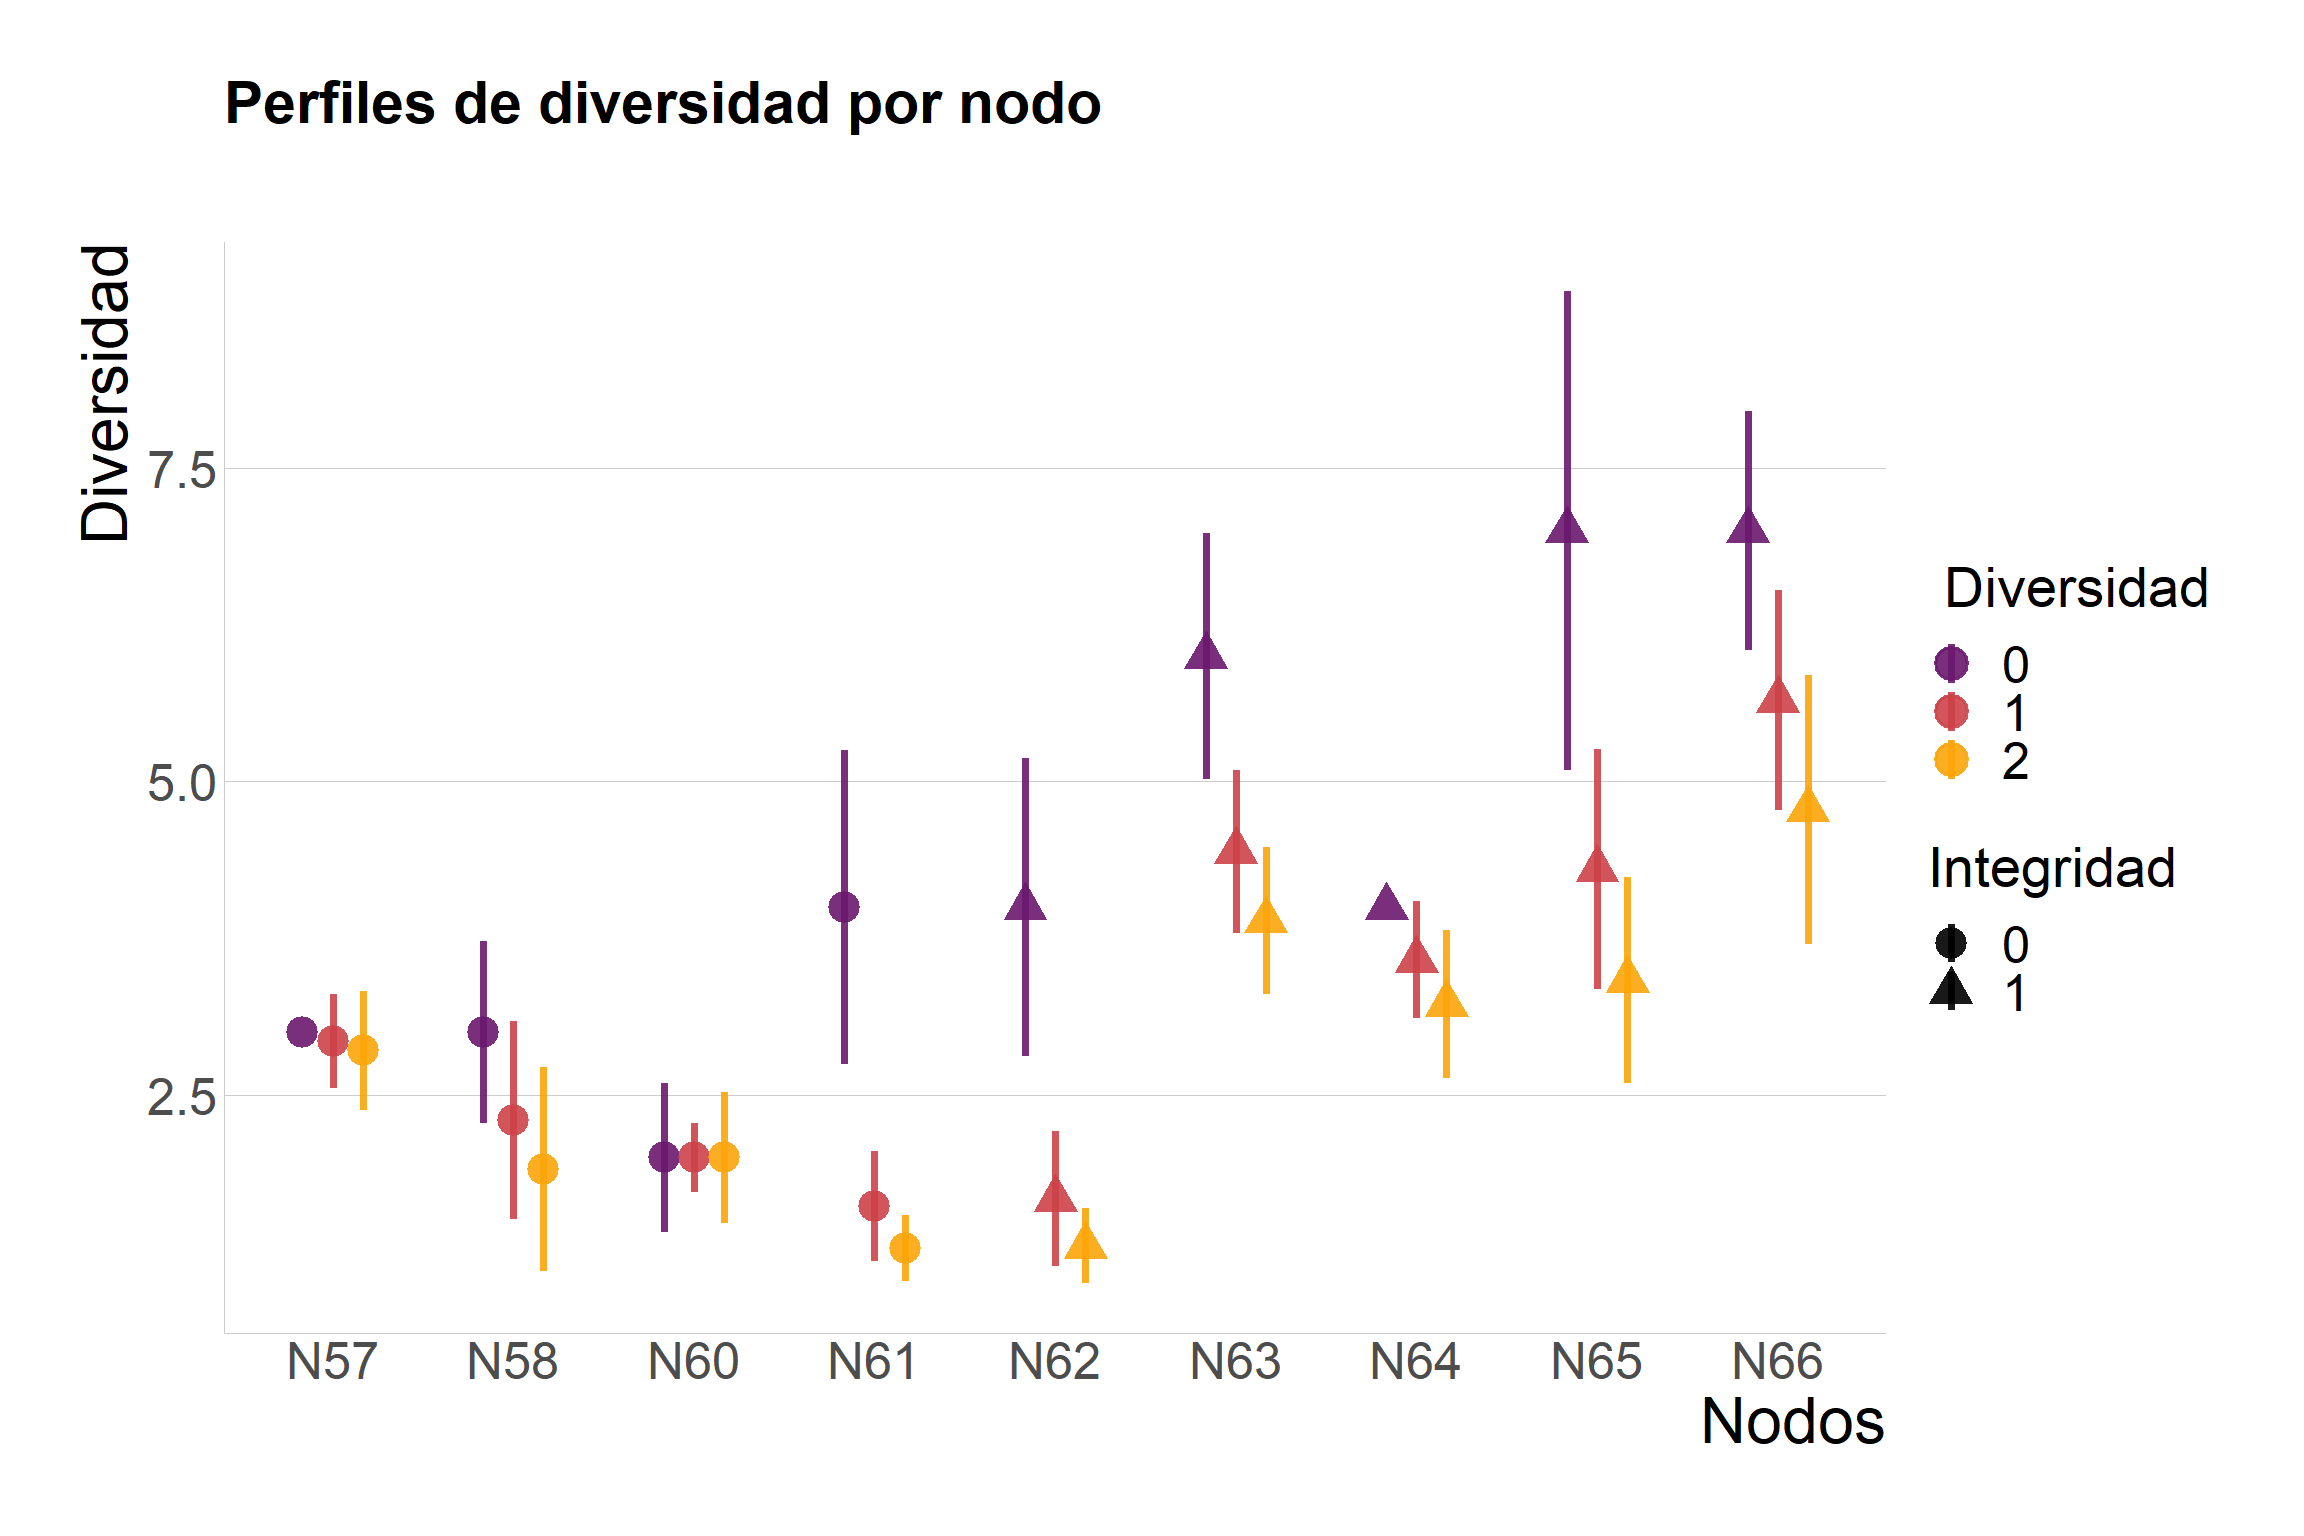 Perfiles de diversidad por nodo
Diversidad
7.5
5.0
2.5
N57 N58 N60 N61 N62 N63 N64 N65 N66
Nodos
Diversidad
0
1
2
Integridad
0
1